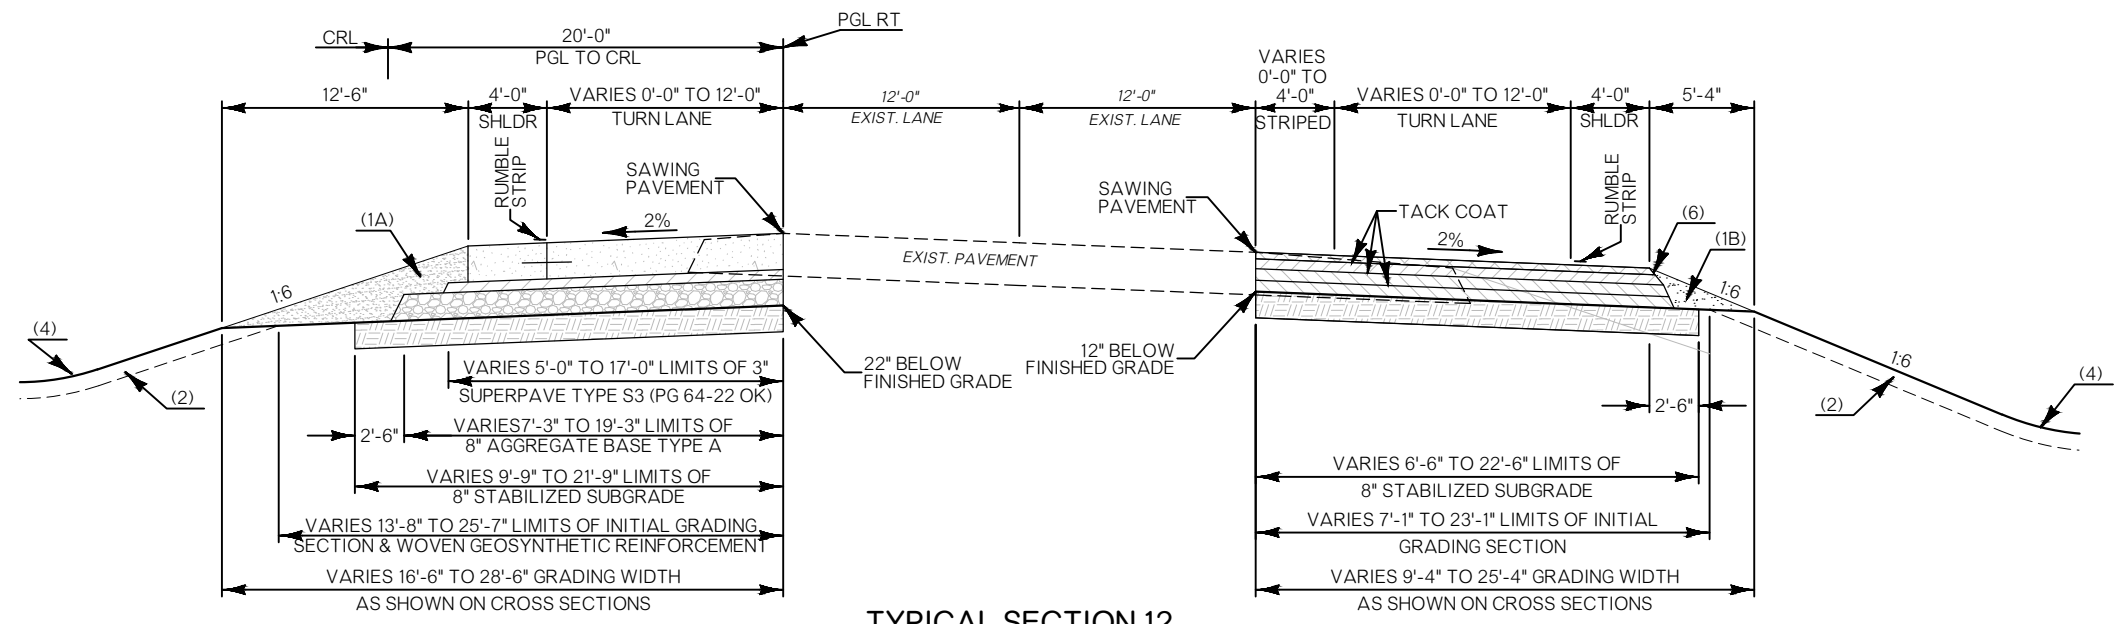 PGL RT
CRL
20'-0"
PGL TO CRL
VARIES
0'-0" TO
4'-0"
STRIPED
12'-6"
4'-0"
SHLDR
VARIES 0'-0" TO 12'-0"
TURN LANE
12'-0"
EXIST. LANE
12'-0"
EXIST. LANE
VARIES 0'-0" TO 12'-0"
TURN LANE
4'-0"
SHLDR
5'-4"
RUMBLE
STRIP
SAWING
PAVEMENT
SAWING
PAVEMENT
RUMBLE
STRIP
(1A)
2%
TACK COAT
2%
(6)
(1B)
EXIST. PAVEMENT
1:6
1:6
(4)
(2)
22" BELOW
FINISHED GRADE
12" BELOW
FINISHED GRADE
1:6
(4)
(2)
VARIES 5'-0" TO 17'-0" LIMITS OF 3"
SUPERPAVE TYPE S3 (PG 64-22 OK)
2'-6"
VARIES7'-3" TO 19'-3" LIMITS OF
8" AGGREGATE BASE TYPE A
2'-6"
VARIES 9'-9" TO 21'-9" LIMITS OF
8" STABILIZED SUBGRADE
VARIES 6'-6" TO 22'-6" LIMITS OF
8" STABILIZED SUBGRADE
VARIES 13'-8" TO 25'-7" LIMITS OF INITIAL GRADING
SECTION & WOVEN GEOSYNTHETIC REINFORCEMENT
VARIES 7'-1" TO 23'-1" LIMITS OF INITIAL
GRADING SECTION
VARIES 16'-6" TO 28'-6" GRADING WIDTH
AS SHOWN ON CROSS SECTIONS
VARIES 9'-4" TO 25'-4" GRADING WIDTH
AS SHOWN ON CROSS SECTIONS
TYPICAL SECTION 12